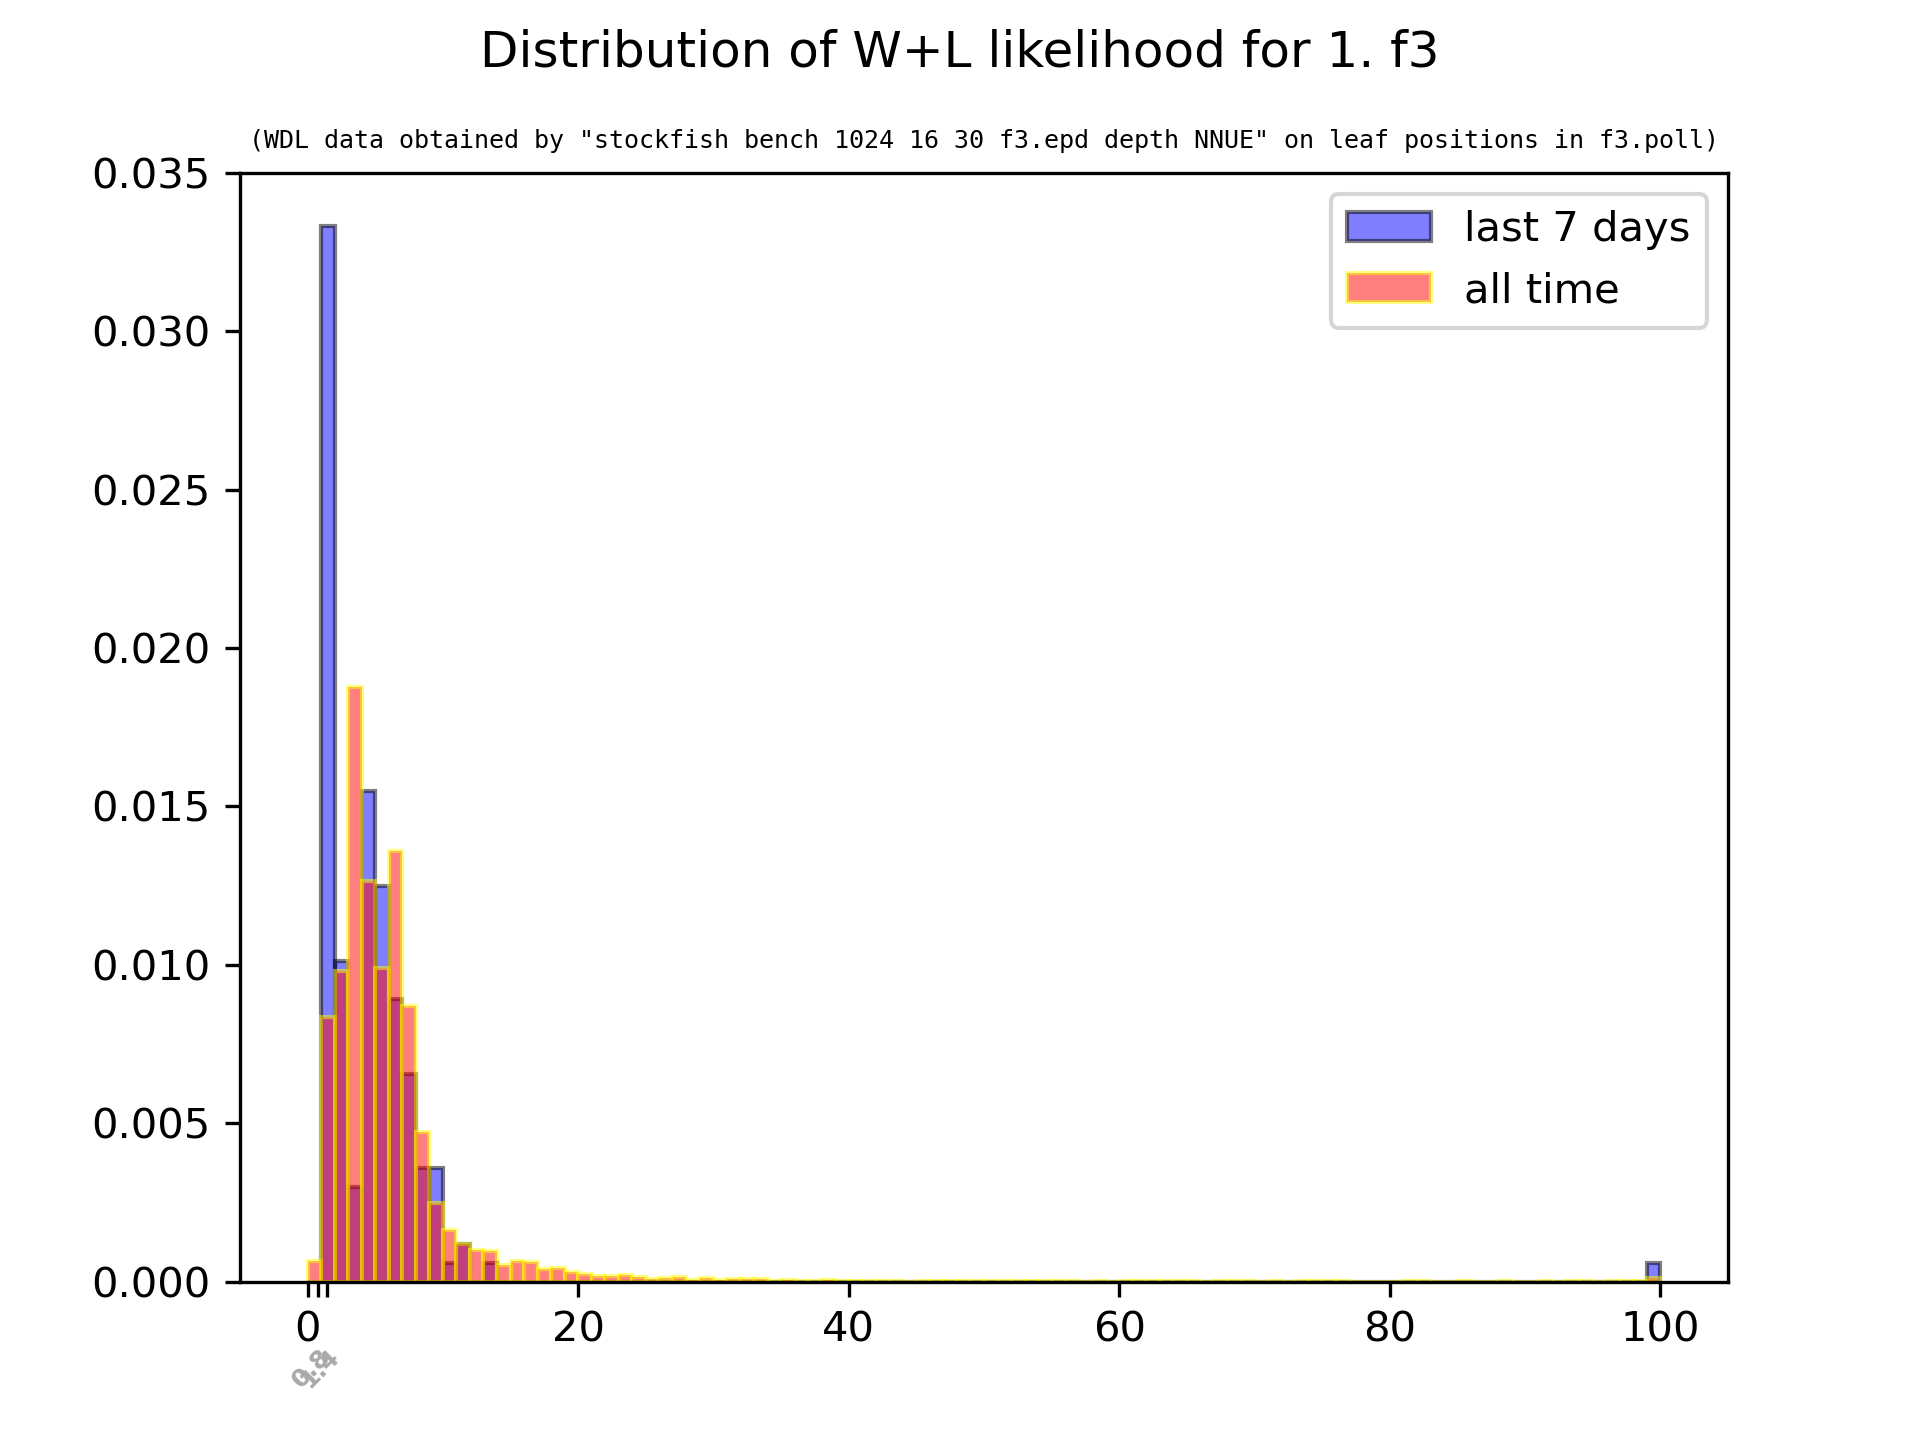 Distribution of W+L likelihood for 1. f3
(WDL data obtained by "stockfish bench 1024 16 30 f3.epd depth NNUE" on leaf positions in f3.poll)
last 7 days
all time
0.035
0.030
0.025
0.020
0.015
0.010
0.005
0.000
0 20 40 60 80 100